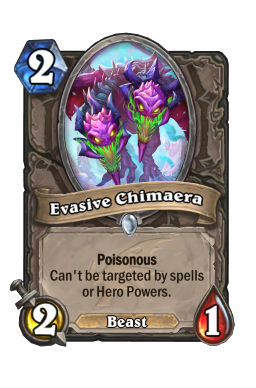 2
Evasive Chimaera
Poisonous
Can't be targeted by spells
or Hero Powers.
2
Beast
1